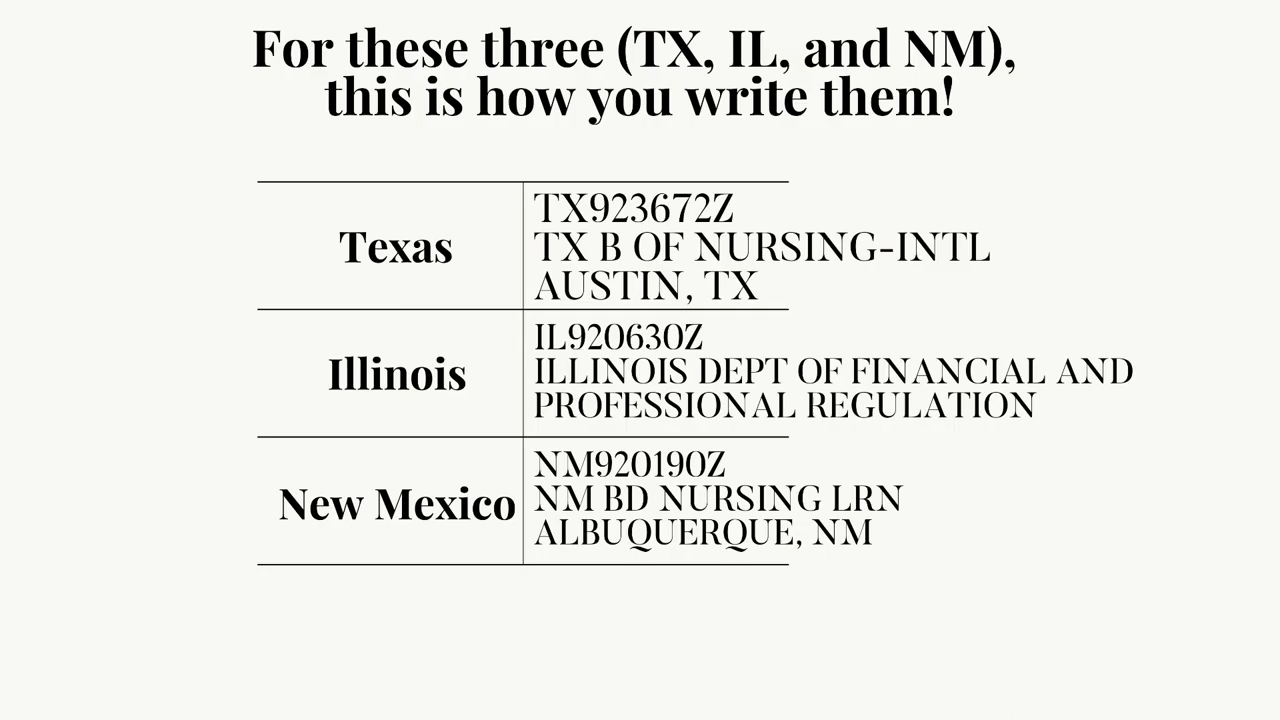 For these three (TX, IL, and NM),
this is how you write them!
Texas
TX923672Z
TX B OF NURSING-INTL
AUSTIN, TX
Illinois
IL920630Z
ILLINOIS DEPT OF FINANCIAL AND
PROFESSIONAL REGULATION
New Mexico
NM920190Z
NM BD NURSING LRN
ALBUQUERQUE, NM